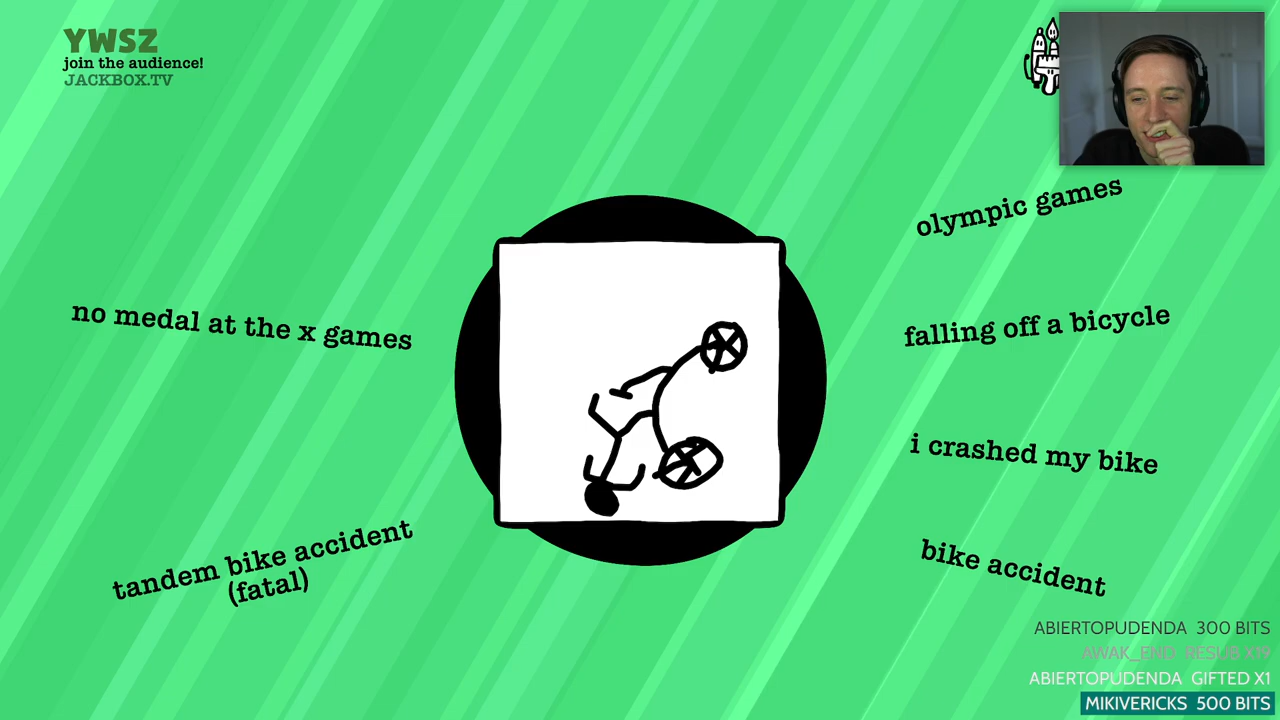 YWSZ
join the audience!
JACKBOX.TV
olympic games
no medal at the x games
falling off a bicycle
i crashed my bike
tandem bike accident
(fatal)
bike accident
ABIERTOPUDENDA 300 BITS
AWAK_END RESUB X19
ABIERTOPUDENDA GIFTED X1
MIKIVERICKS 500 BITS